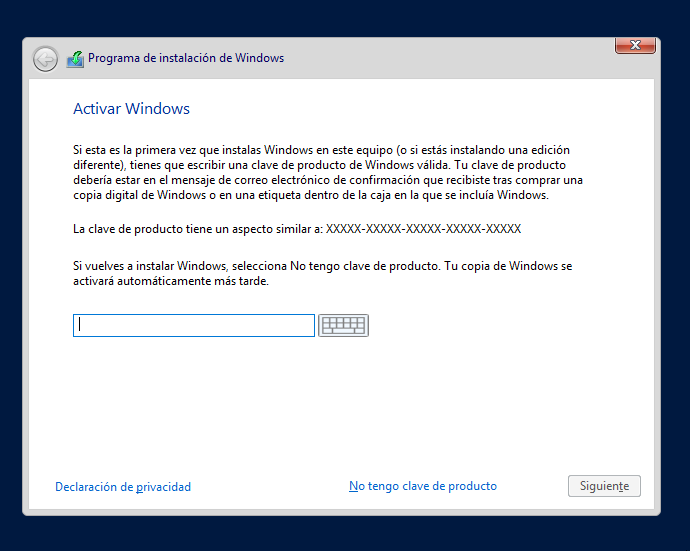 Programa de instalación de Windows
Activar Windows
Si esta es la primera vez que instalas Windows en este equipo (o si estás instalando una edición
diferente), tienes que escribir una clave de producto de Windows válida. Tu clave de producto
debería estar en el mensaje de correo electrónico de confirmación que recibiste tras comprar una
copia digital de Windows o en una etiqueta dentro de la caja en la que se incluía Windows.
La clave de producto tiene un aspecto similar a: XXXXX-XXXXX-XXXXX-XXXXX-XXXXX
Si vuelves a instalar Windows, selecciona No tengo clave de producto. Tu copia de Windows se
activará automáticamente más tarde.
Declaración de privacidad
No tengo clave de producto
Siguiente